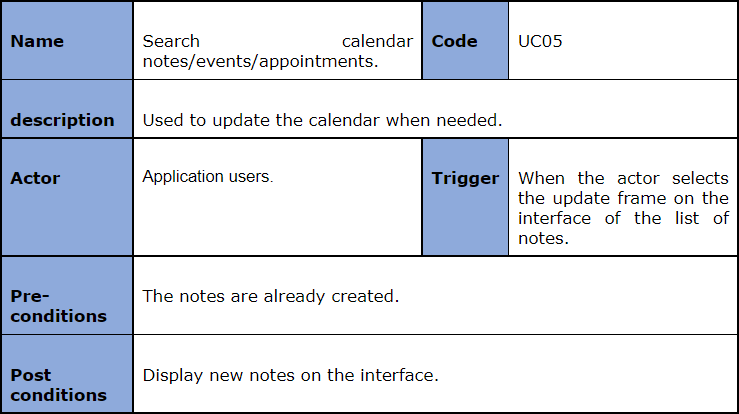 Name
Search calendar
notes/events/appointments.
Code
UC05
description
Used to update the calendar when needed.
Actor
Application users.
Trigger
When the actor selects
the update frame on the
interface of the list of
notes.
Pre-
conditions
The notes are already created.
Post
conditions
Display new notes on the interface.